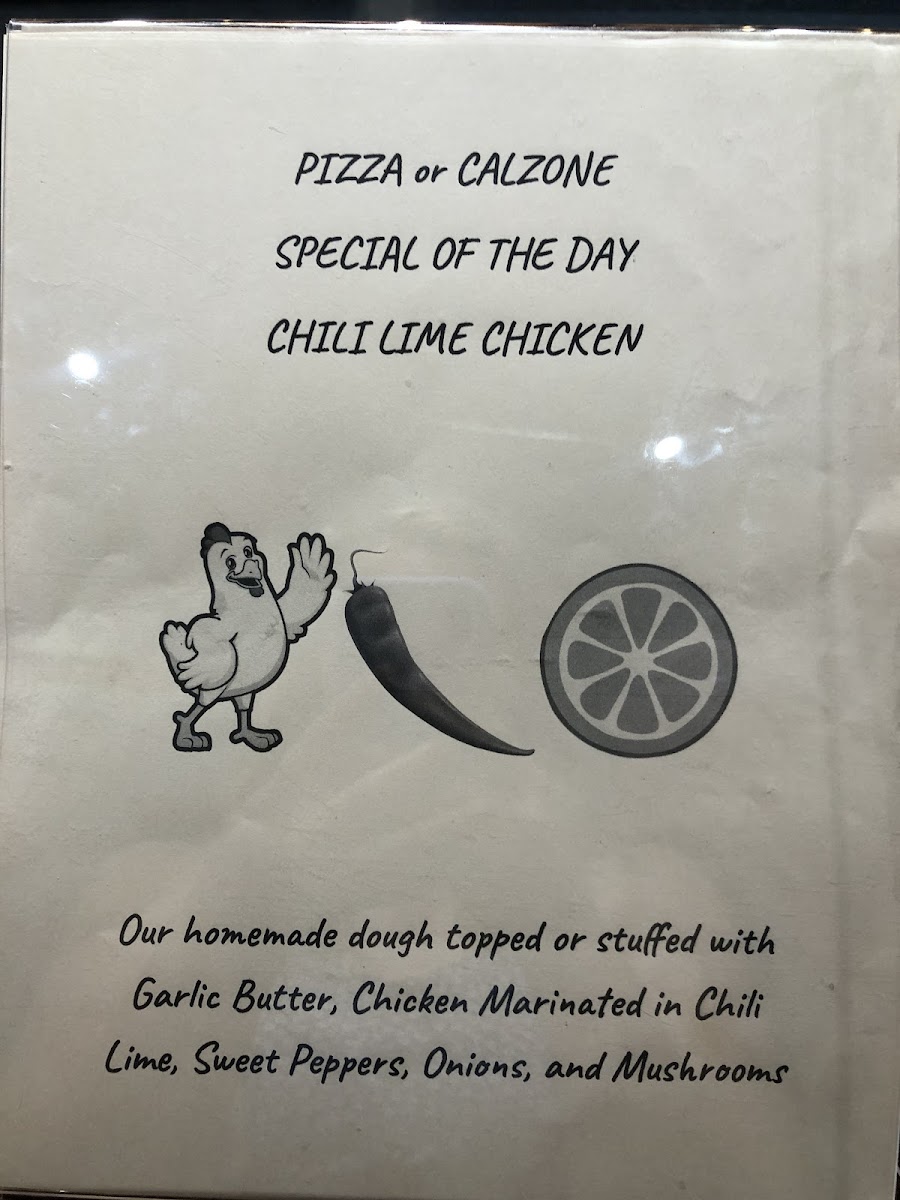 PIZZA or CALZONE
SPECIAL OF THE DAY
CHILI LIME CHICKEN
Our homemade dough topped or stuffed with
Garlic Butter, Chicken Marinated in Chili
Lime, Sweet Peppers, Onions, and Mushrooms